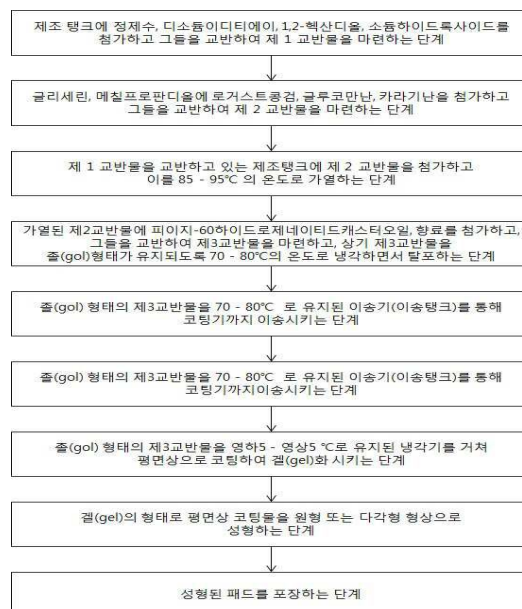 제조 탱크에 정제수, 디소듐이디티에이, 1,2-헥산디올, 소듐하이드록사이드를
첨가하고 그들을 교반하여 제 1 교반물을 마련하는 단계
글리세린, 메칠프로판디올에 로거스트콩검, 글루코만난, 카라기난을 첨가하고
그들을 교반하여 제 2 교반물을 마련하는 단계
제 1 교반물을 교반하고 있는 제조탱크에 제 2 교반물을 첨가하고
이를 85 - 95℃ 의 온도로 가열하는 단계
가열된 제2교반물에 피이지-60하이드로제네이티드캐스터오일, 향료를 첨가하고,
그들을 교반하여 제3교반물을 마련하고, 상기 제3교반물을
졸(gol)형태가 유지되도록 70 - 80℃의 온도로 냉각하면서 탈포하는 단계
졸(gol) 형태의 제3교반물을 70 - 80℃ 로 유지된 이송기(이송탱크)를 통해
코팅기까지 이송시키는 단계
졸(gol) 형태의 제3교반물을 70 - 80℃ 로 유지된 이송기(이송탱크)를 통해
코팅기까지이송시키는 단계
졸(gol) 형태의 제3교반물을 영하5 - 영상5 ℃로 유지된 냉각기를 거쳐
평면상으로 코팅하여 겔(gel)화 시키는 단계
겔(gel)의 형태로 평면상 코팅물을 원형 또는 다각형 형상으로
성형하는 단계
성형된 패드를 포장하는 단계